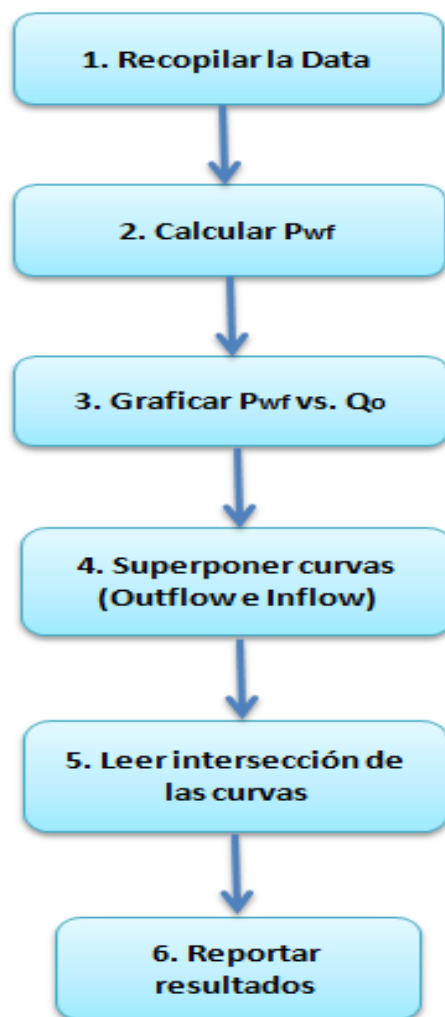 1. Recopilar la Data
2. Calcular Pwf
3. Graficar Pwf vs. Qo
4. Superponer curvas
(Outflow e Inflow)
5. Leer intersección de
las curvas
6. Reportar
resultados